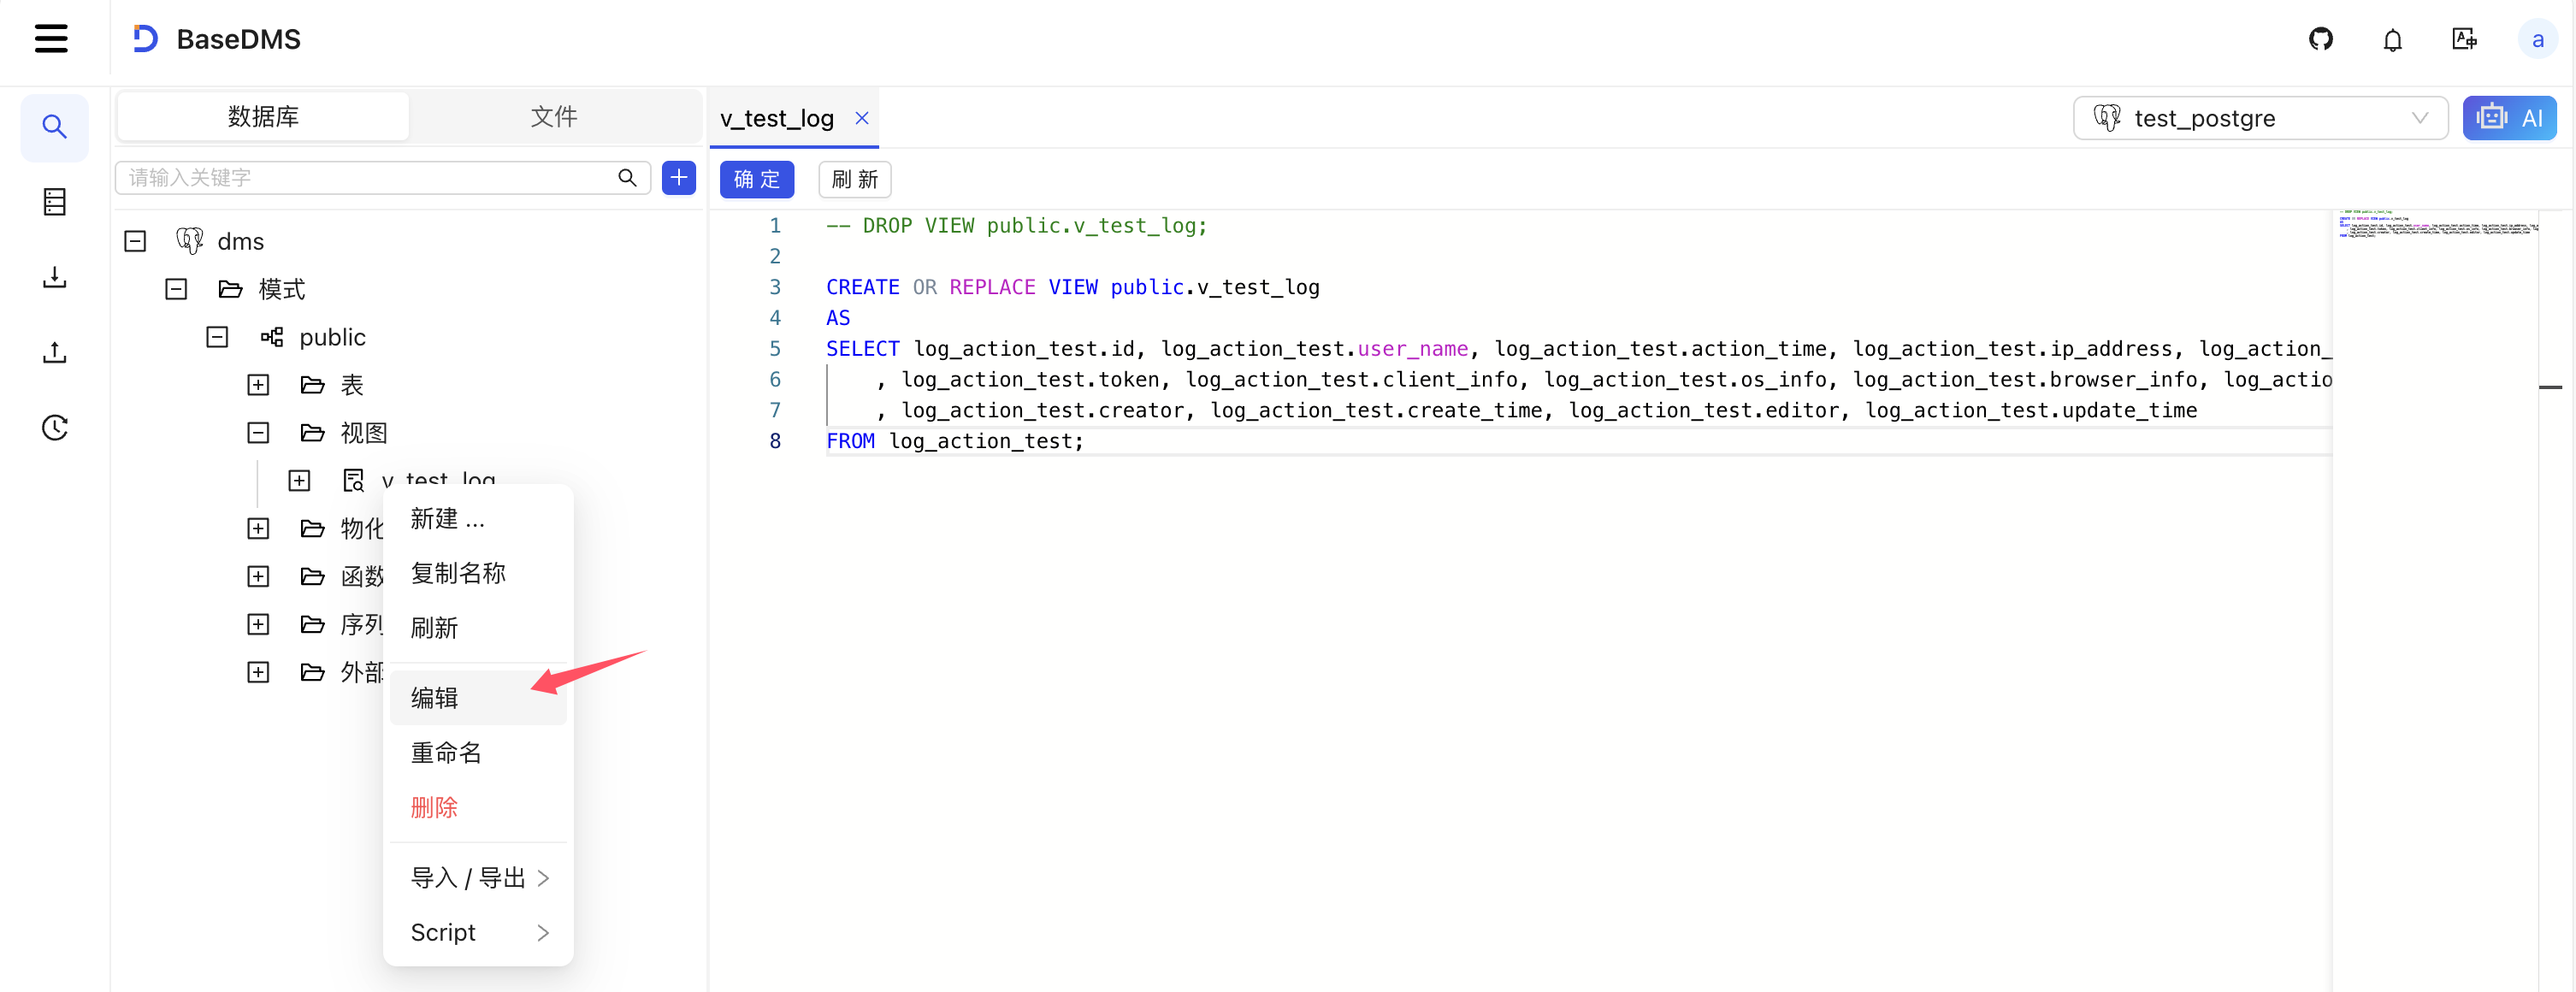 BaseDMS
a
数据库
文件
v_test_log
test_postgre
AI
请输入关键字
确 定
刷 新
dms
模式
public
表
视图
v_test_log
物化
函数
序列
外部
新建 ...
复制名称
刷新
编辑
重命名
删除
导入 / 导出
Script
1 -- DROP VIEW public.v_test_log;
2
3 CREATE OR REPLACE VIEW public.v_test_log
4 AS
5 SELECT log_action_test.id, log_action_test.user_name, log_action_test.action_time, log_action_test.ip_address, log_action_
6 , log_action_test.token, log_action_test.client_info, log_action_test.os_info, log_action_test.browser_info, log_actio
7 , log_action_test.creator, log_action_test.create_time, log_action_test.editor, log_action_test.update_time
8 FROM log_action_test;